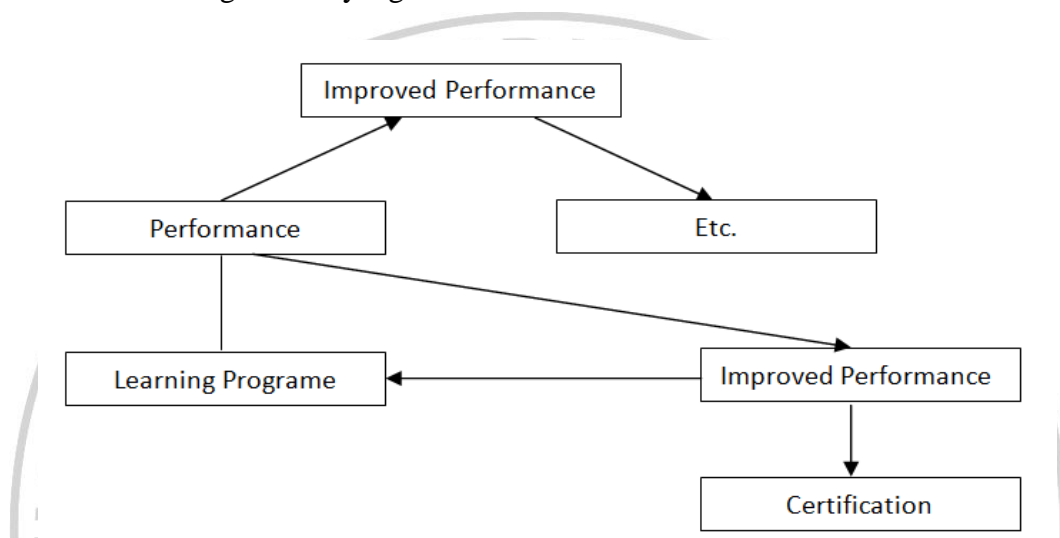 Improved Performance
Performance
Etc.
Learning Programe
Improved Performance
Certification